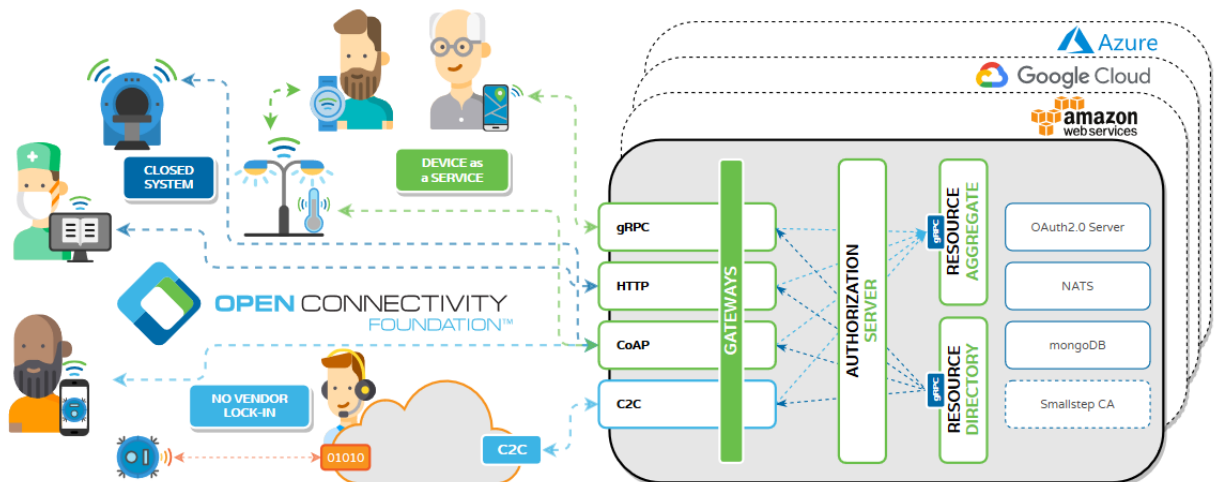 Azure
Google Cloud
amazon
web services
CLOSED
SYSTEM
DEVICE as
a SERVICE
OPEN CONNECTIVITY
FOUNDATION™
NO VENDOR
LOCK-IN
01010
C2C
gRPC
HTTP
CoAP
C2C
GATEWAYS
AUTHORIZATION
SERVER
gRPC
RESOURCE
AGGREGATE
gRPC
RESOURCE
DIRECTORY
OAuth2.0 Server
NATS
mongoDB
Smallstep CA